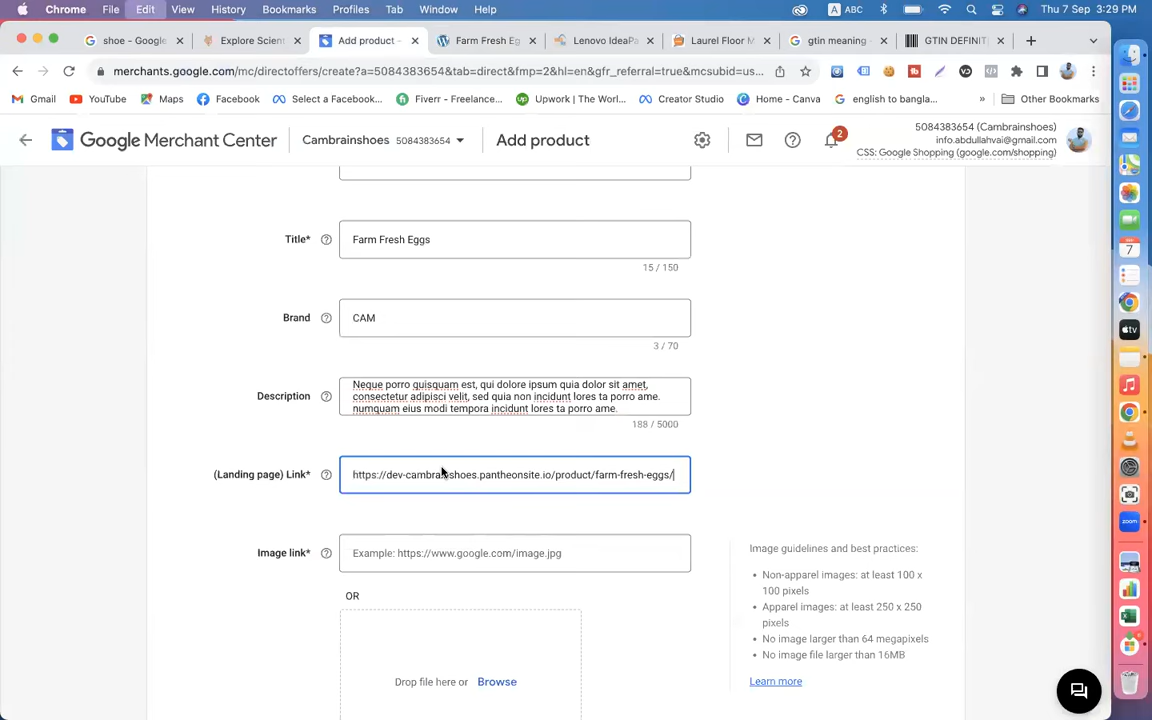 Chrome File Edit View History Bookmarks Profiles Tab Window Help
A ABC
Thu 7 Sep 3:29 PM
shoe - Google
Explore Scien
Add product -
Farm Fresh Eg
Lenovo IdeaPa
Laurel Floor M
gtin meaning -
GTIN DEFINIT
merchants.google.com/mc/directoffers/create?a=5084383654&tab=direct&fmp=2&hl=en&gfr_referral=true&mcsubid=us...
Gmail
YouTube
Maps
Facebook
Select a Facebook...
Fiverr - Freelance...
Upwork | The Worl...
Creator Studio
Home - Canva
english to bangla...
»
Other Bookmarks
Google Merchant Center
Cambrainshoes 5084383654
Add product
2
5084383654 (Cambrainshoes)
info.abdullahvai@gmail.com
CSS: Google Shopping (google.com/shopping)
Title*
Farm Fresh Eggs
15 / 150
Brand
CAM
3 / 70
Description
Neque porro quisquam est, qui dolore ipsum quia dolor sit amet,
consectetur adipisci velit, sed quia non incidunt lores ta porro ame.
numquam eius modi tempora incidunt lores ta porro ame.
188 / 5000
(Landing page) Link*
https://dev-cambrainshoes.pantheonsite.io/product/farm-fresh-eggs/
Image link*
Example: https://www.google.com/image.jpg
OR
Drop file here or Browse
Image guidelines and best practices:
• Non-apparel images: at least 100 x
100 pixels
• Apparel images: at least 250 x 250
pixels
• No image larger than 64 megapixels
• No image file larger than 16MB
Learn more
SEP
7
tv
zoom